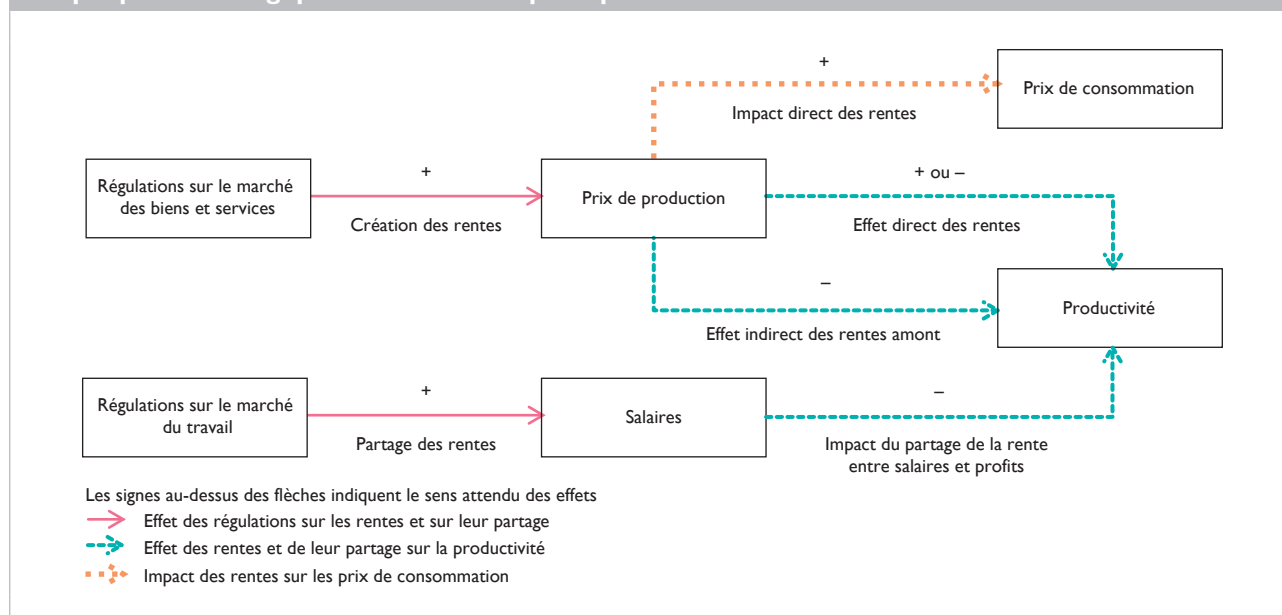 +
Prix de consommation
Impact direct des rentes
Régulations sur le marché
des biens et services
+
Création des rentes
Prix de production
+ ou –
Effet direct des rentes
–
Effet indirect des rentes amont
Productivité
Régulations sur le marché
du travail
+
Partage des rentes
Salaires
–
Impact du partage de la rente
entre salaires et profits
Les signes au-dessus des flèches indiquent le sens attendu des effets
Effet des régulations sur les rentes et sur leur partage
Effet des rentes et de leur partage sur la productivité
Impact des rentes sur les prix de consommation